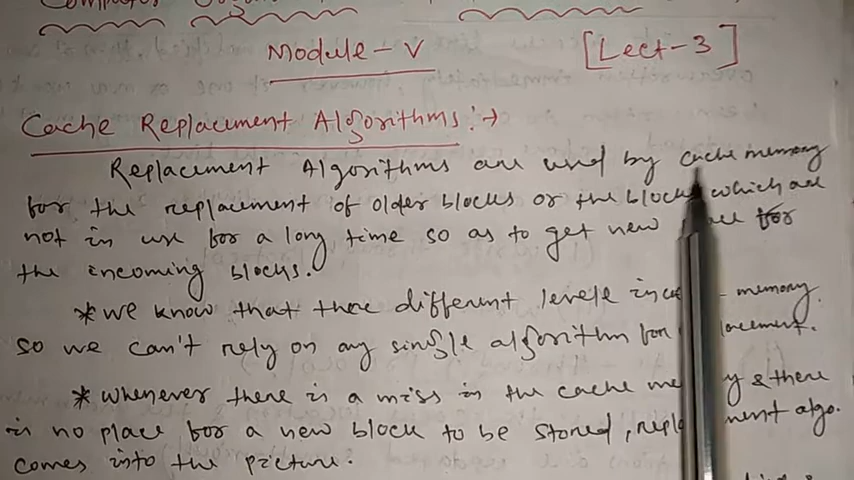 Computer
Module - V [Lect-3]
Cache Replacement Algorithms :→
Replacement Algorithms are used by cache memory
for the replacement of older blocks or the blocks which are
not in use for a long time so as to get new for
the incoming blocks.
*we know that there different levels in memory.
so we can't rely on any single algorithm for
* whenever there is a miss in the cache & there
is no place for a new block to be stored, algo.
comes into the picture.